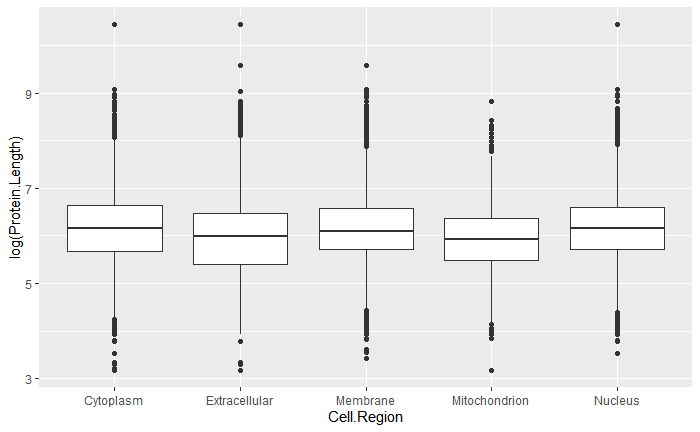 log(Protein.Length)
9
7
5
3
Cytoplasm Extracellular Membrane Mitochondrion Nucleus
Cell.Region